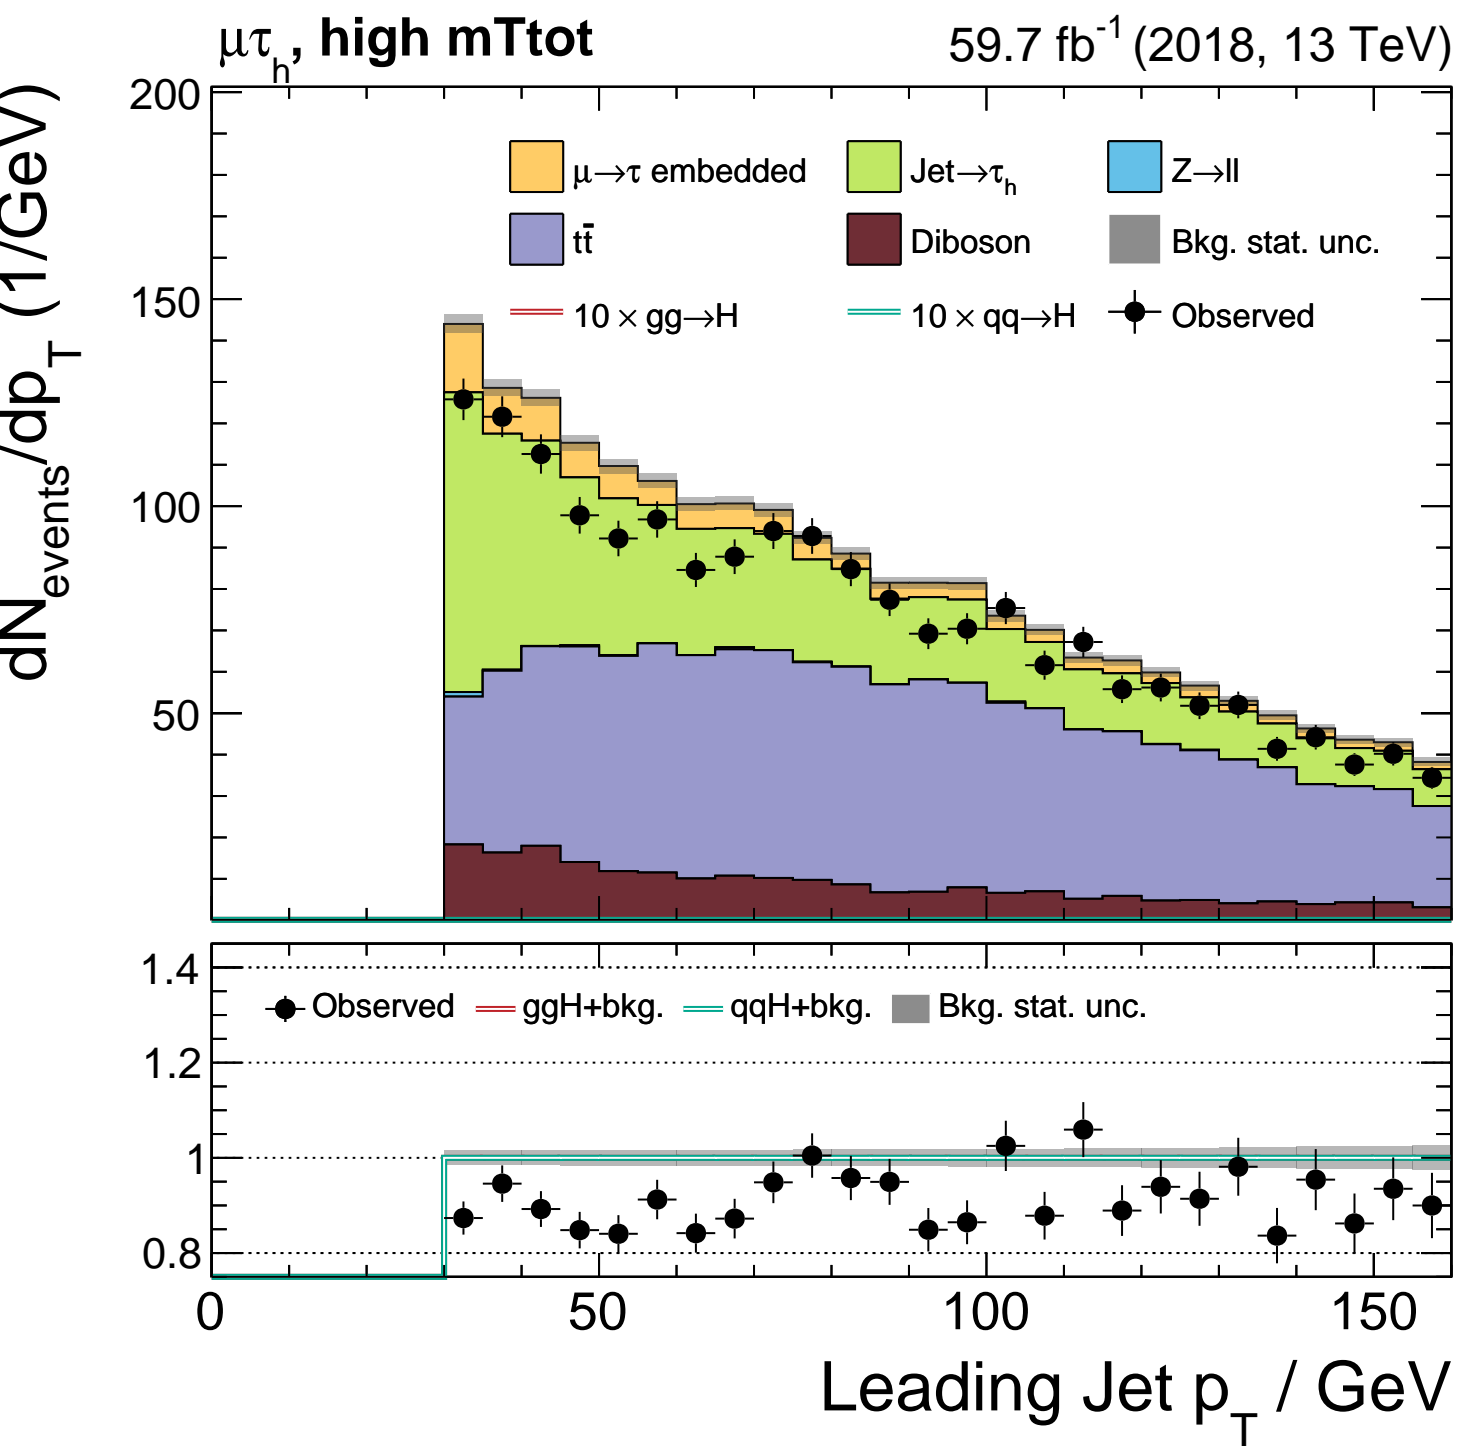 μτh, high mTtot 59.7 fb-1 (2018, 13 TeV)
dNevents/dpT (1/GeV)
200
150
100
50
μ→τ embedded Jet→τh Z→ll
tt̄ Diboson Bkg. stat. unc.
10 × gg→H 10 × qq→H Observed
1.4
1.2
1
0.8
Observed ggH+bkg. qqH+bkg. Bkg. stat. unc.
0 50 100 150
Leading Jet pT / GeV